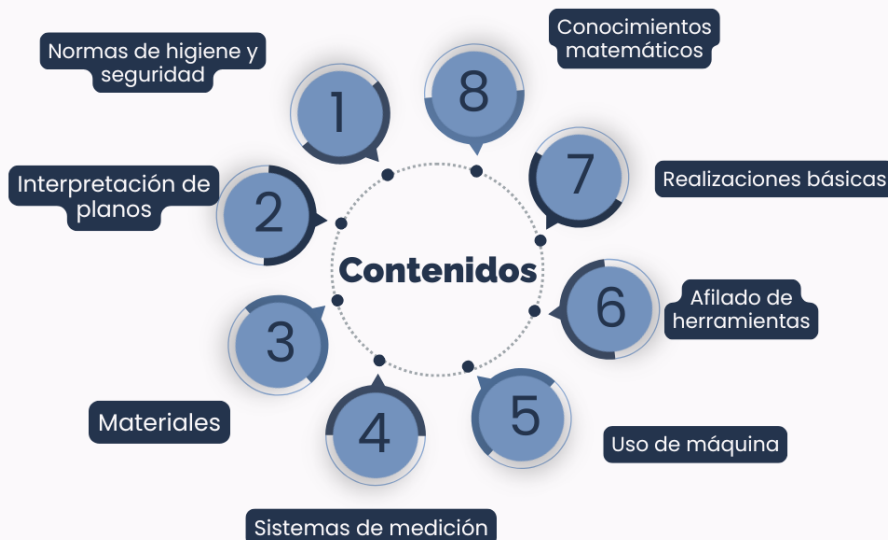 Contenidos
1
Normas de higiene y
seguridad
2
Interpretación de
planos
3
Materiales
4
Sistemas de medición
5
Uso de máquina
6
Afilado de
herramientas
7
Realizaciones básicas
8
Conocimientos
matemáticos